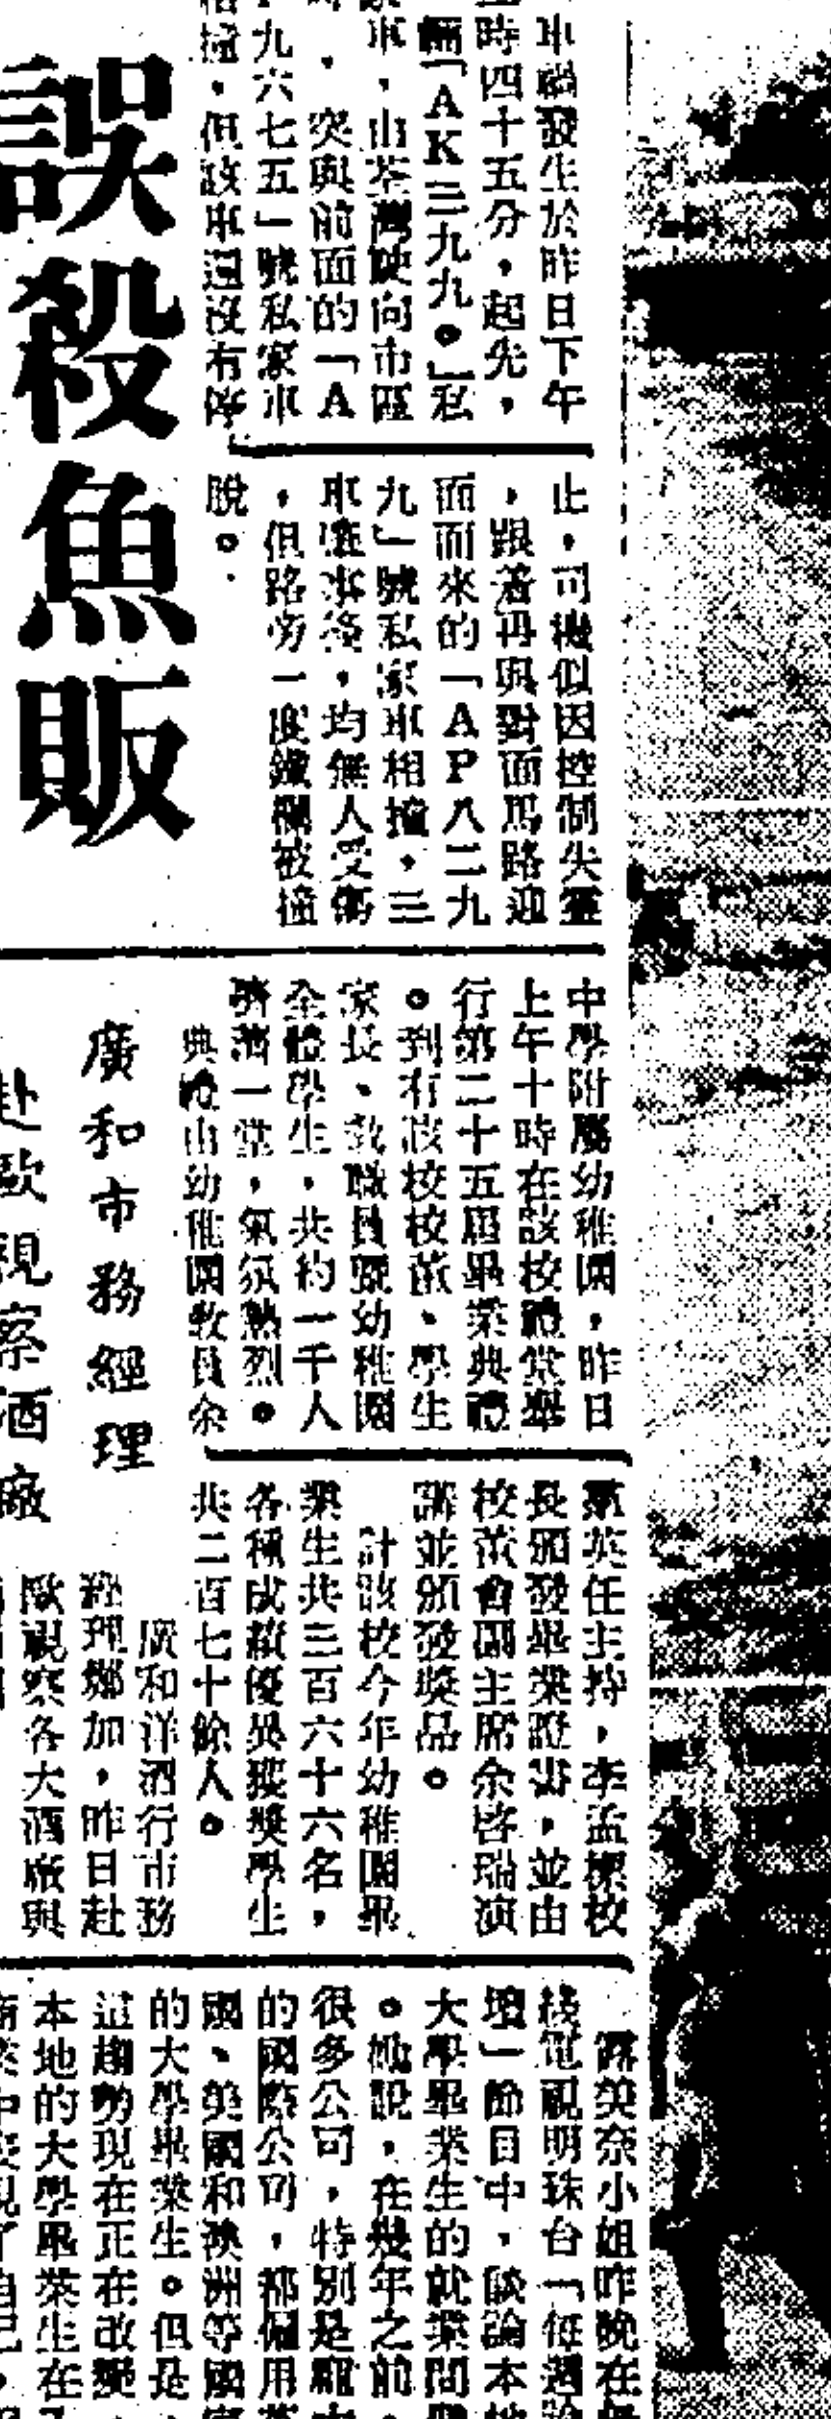 車禍發生於昨日下午
時四十五分，起先，
輛「AK三九九〇」私
車，由荃灣駛向市區
，突與前面的「A
九六七五」號私家車
撞，但該車還沒有停
止，司機似因控制失靈
，跟着再與對面馬路迎
面而來的「AP八二九
九」號私家車相撞，三
車肇事後，均無人受傷
，但路旁一度鐵欄被撞
脫。
誤殺魚販
中學附屬幼稚園，昨日
上午十時在該校禮堂舉
行第二十五屆畢業典禮
。到有該校校董、學生
家長、教職員暨幼稚園
全體學生，共約一千人
濟濟一堂，氣氛熱烈。
典禮由幼稚園教員余
英任主持，李孟標校
長頒發畢業證書，並由
校董會副主席余啓瑞演
講並頒發獎品。
計該校今年幼稚園畢
業生共三百六十六名，
各種成績優異獲獎學生
共二百七十餘人。
廣和市務經理
赴歐視察酒廠
廣和洋酒行市務
經理鄭加，昨日赴
歐視察各大酒廠與
露美奈小姐昨晚在無
綫電視明珠台「每週論
壇」節目中，談論本地
大學畢業生的就業問題
。她說，在幾年之前，
很多公司，特別是
的國際公司，都僱用英
國、美國和澳洲等國家
的大學畢業生。但是，
這趨勢現在正在改變，
本地的大學畢業生在